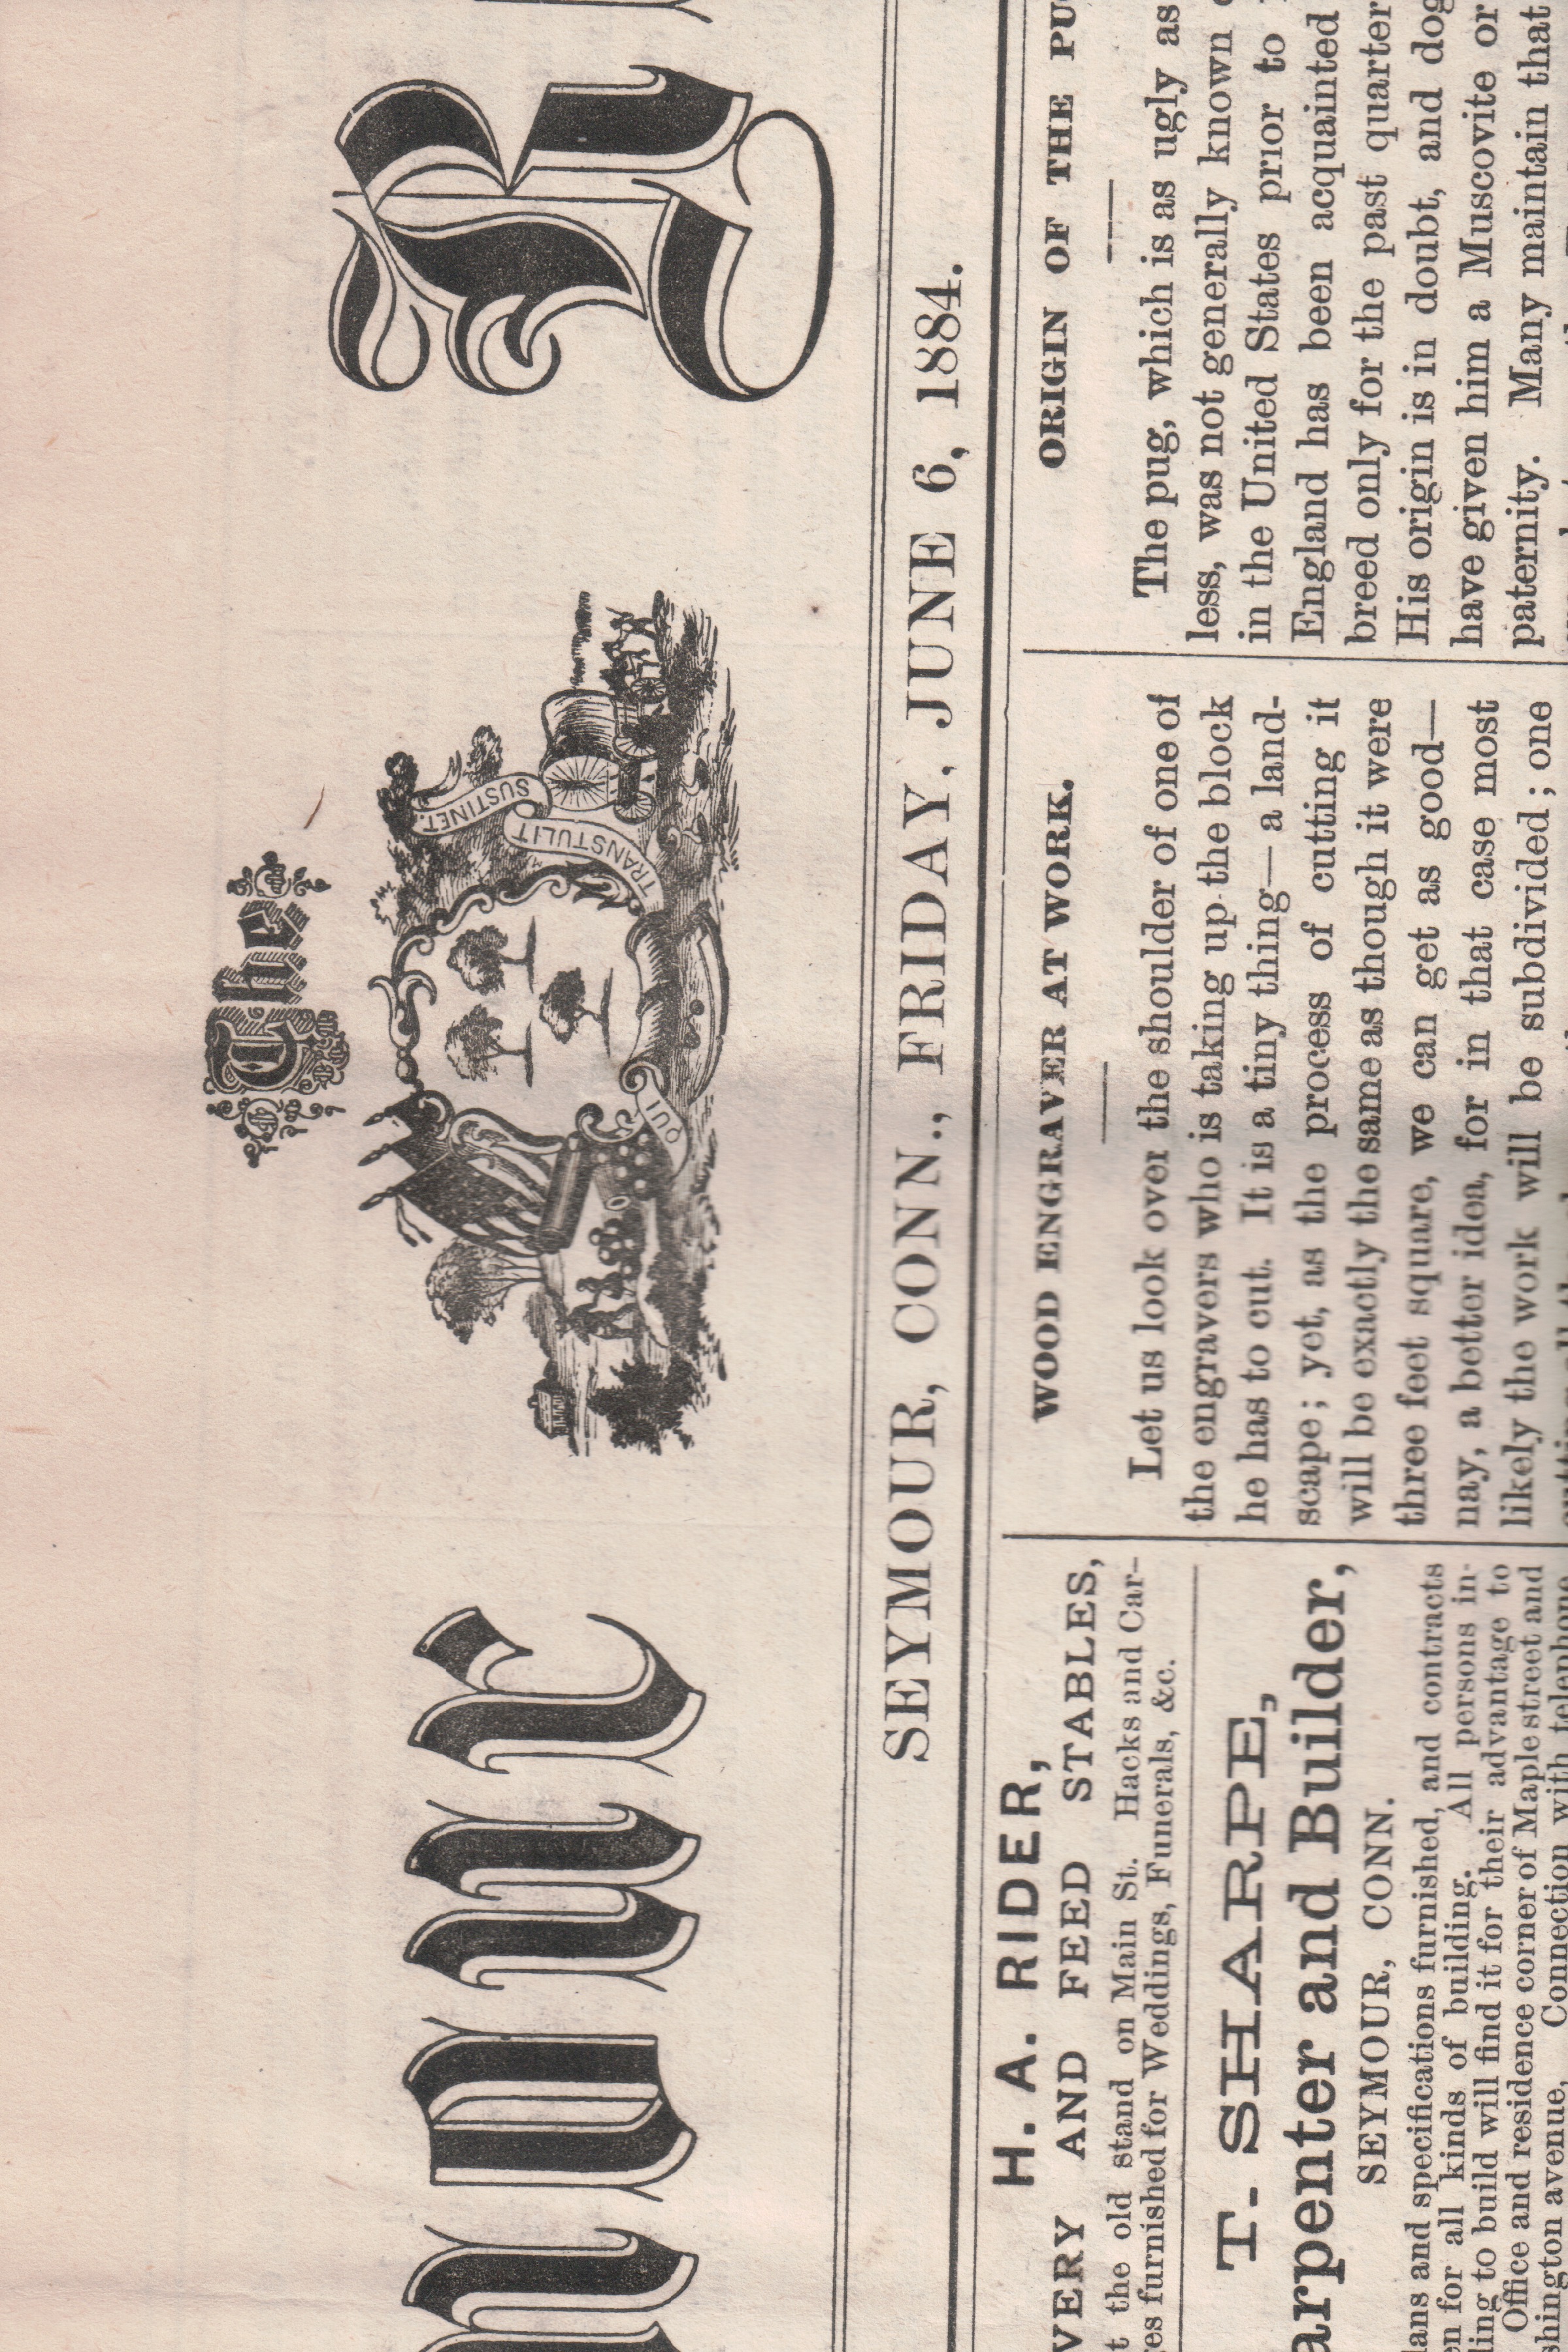 The
our R
QUI TRANSTULIT SUSTINET.
SEYMOUR, CONN., FRIDAY, JUNE 6, 1884.
H. A. RIDER,
VERY AND FEED STABLES,
the old stand on Main St. Hacks and Car-
es furnished for Weddings, Funerals, &c.
T. SHARPE,
arpenter and Builder,
SEYMOUR, CONN.
lans and specifications furnished, and contracts
en for all kinds of building. All persons in-
ding to build will find it for their advantage to
Office and residence corner of Maple street and
hington avenue. Connection with telephone
WOOD ENGRAVER AT WORK.
Let us look over the shoulder of one of
the engravers who is taking up the block
he has to cut. It is a tiny thing—a land-
scape; yet, as the process of cutting it
will be exactly the same as though it were
three feet square, we can get as good—
nay, a better idea, for in that case most
likely the work will be subdivided; one
ORIGIN OF THE PU
The pug, which is as ugly as
less, was not generally known
in the United States prior to
England has been acquainted
breed only for the past quarter
His origin is in doubt, and dog
have given him a Muscovite or
paternity. Many maintain that